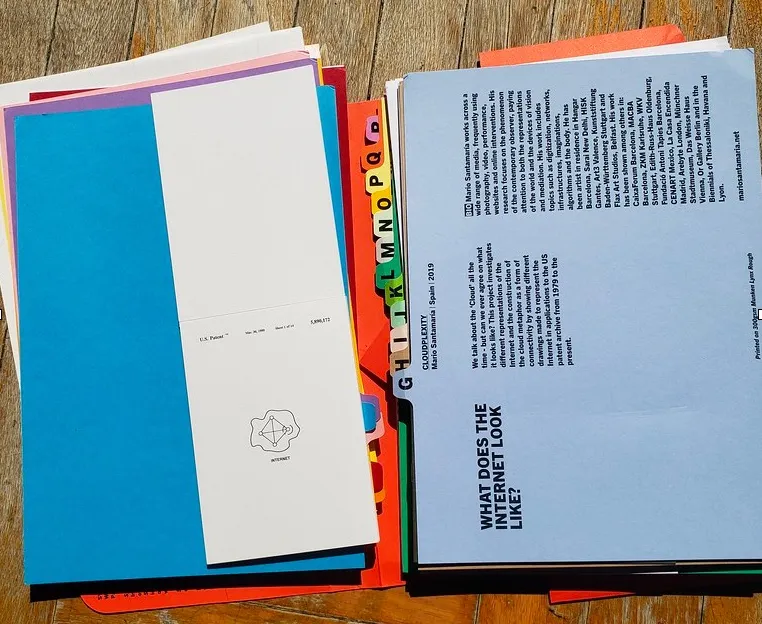 U.S. Patent
Mar. 30, 1999
5,890,172
INTERNET
G
H
I
J
K
L
M
N
O
P
Q
R
WHAT DOES THE
INTERNET LOOK
LIKE?
CLOUDPLEXITY
Mario Santamaria | Spain | 2019
We talk about the 'Cloud' all the
time - but can we ever agree on what
it looks like? This project investigates
different representations of the
Internet and the construction of
the cloud metaphor as a form of
connectivity by showing different
drawings made to represent the
Internet in applications to the US
patent archive from 1979 to the
present.
BIO Mario Santamaria works across a
wide range of media, frequently using
photography, video, performance,
websites and online interventions. His
research focuses on the phenomenon
of the contemporary observer, paying
attention to both the representations
of the world and the devices of vision
and mediation. His work includes
topics such as digitization, networks,
infrastructures, imaginations,
algorithms and the body. He has
been artist in residence in Hangar
Barcelona, Sarai New Delhi, HISK
Gante, Art3 Valence, Kunststiftung
Baden-Württemberg Stuttgart and
Flax Art Studios, Belfast. His work
has been shown among others in:
CaixaForum Barcelona, MACBA
Barcelona, ZKM Karlsruhe, WKV
Stuttgart, Edith-Russ-Haus Oldenburg,
Fundació Antoni Tàpies Barcelona,
CENART Mexico, La Casa Encendida
Madrid, Arebyte London, Münchner
Stadtmuseum, Das Weisse Haus
Vienna, Or Gallery Berlin and in the
Biennials of Thessaloniki, Havana and
Lyon.
mariosantamaria.net
Printed on 300gsm Munken Lynx Rough